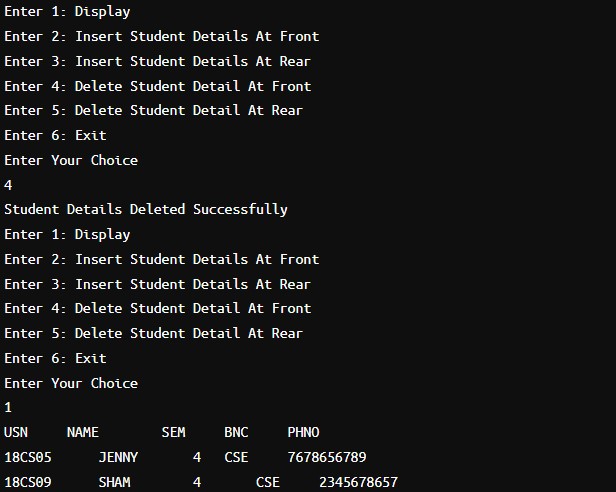 Enter 1: Display
Enter 2: Insert Student Details At Front
Enter 3: Insert Student Details At Rear
Enter 4: Delete Student Detail At Front
Enter 5: Delete Student Detail At Rear
Enter 6: Exit
Enter Your Choice
4
Student Details Deleted Successfully
Enter 1: Display
Enter 2: Insert Student Details At Front
Enter 3: Insert Student Details At Rear
Enter 4: Delete Student Detail At Front
Enter 5: Delete Student Detail At Rear
Enter 6: Exit
Enter Your Choice
1
USN NAME SEM BNC PHNO
18CS05 JENNY 4 CSE 7678656789
18CS09 SHAM 4 CSE 2345678657